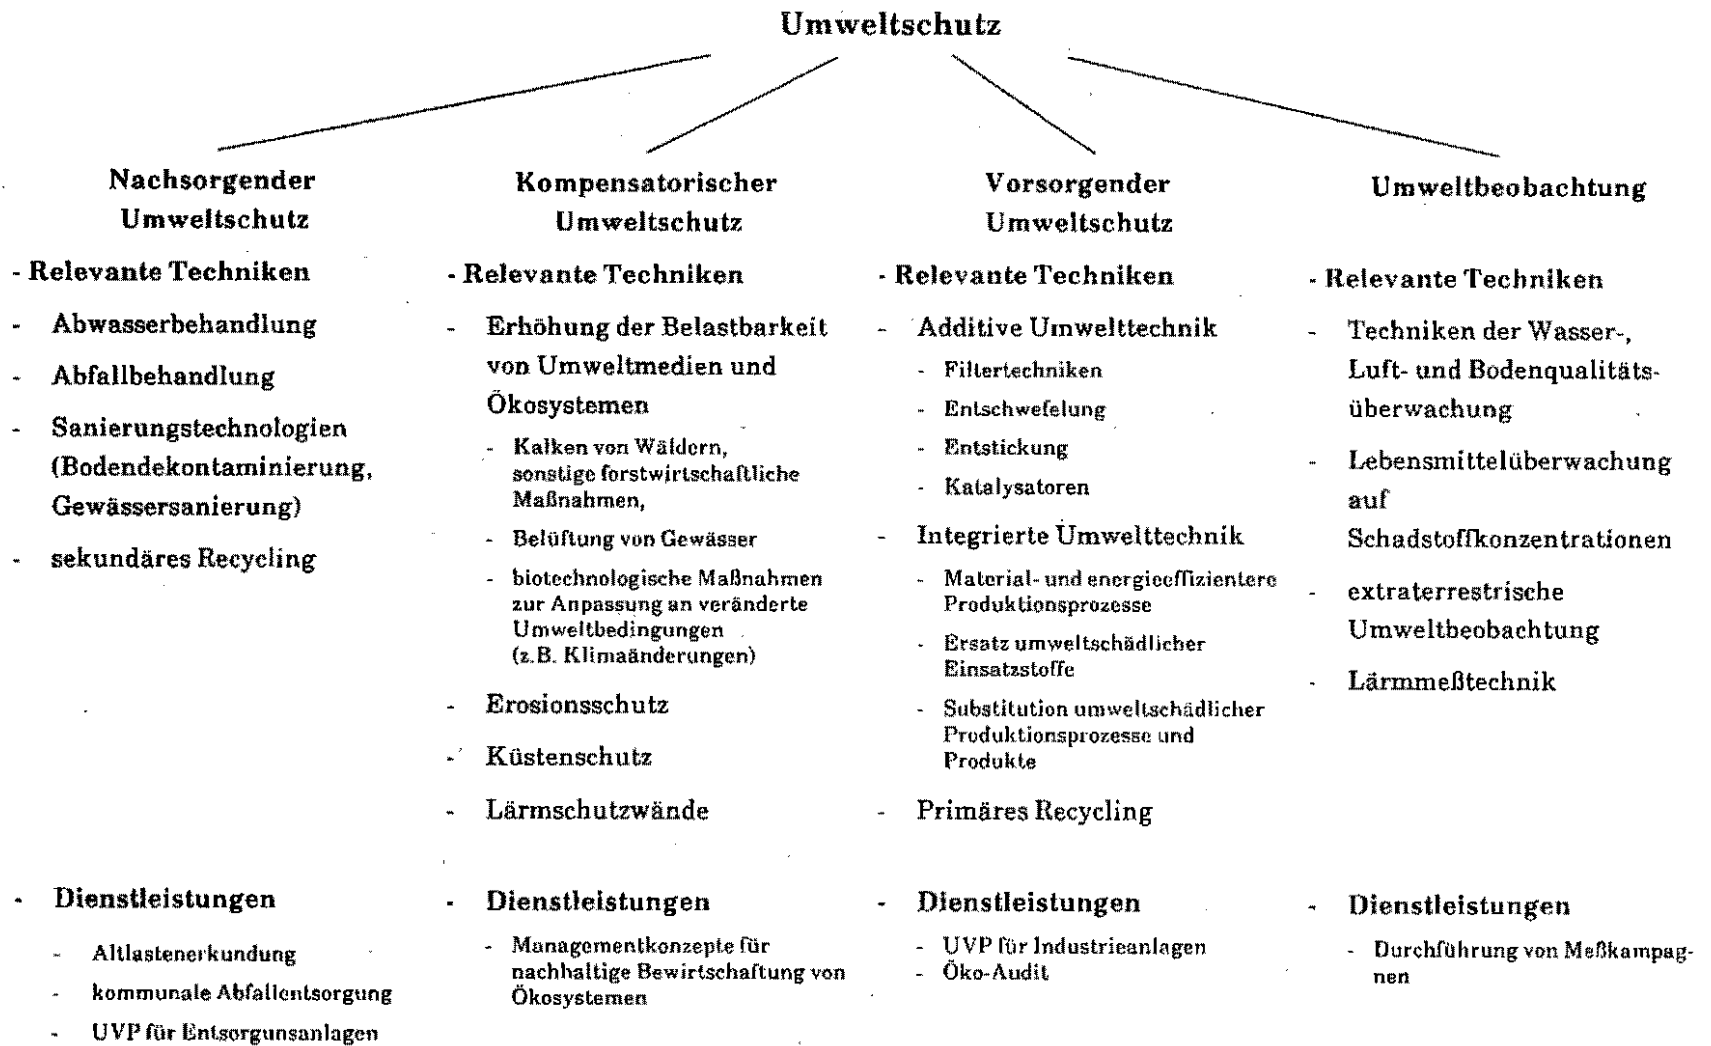 Umweltschutz
Nachsorgender
Umweltschutz
- Relevante Techniken
- Abwasserbehandlung
- Abfallbehandlung
- Sanierungstechnologien
(Bodendekontaminierung,
Gewässersanierung)
- sekundäres Recycling
- Dienstleistungen
- Altlastenerkundung
- kommunale Abfallentsorgung
- UVP für Entsorgunsanlagen
Kompensatorischer
Umweltschutz
- Relevante Techniken
- Erhöhung der Belastbarkeit
von Umweltmedien und
Ökosystemen
- Kalken von Wäldern,
sonstige forstwirtschaftliche
Maßnahmen,
- Belüftung von Gewässer
- biotechnologische Maßnahmen
zur Anpassung an veränderte
Umweltbedingungen
(z.B. Klimaänderungen)
- Erosionsschutz
- Küstenschutz
- Lärmschutzwände
- Dienstleistungen
- Managementkonzepte für
nachhaltige Bewirtschaftung von
Ökosystemen
Vorsorgender
Umweltschutz
- Relevante Techniken
- Additive Umwelttechnik
- Filtertechniken
- Entschwefelung
- Entstickung
- Katalysatoren
- Integrierte Umwelttechnik
- Material- und energieeffizientere
Produktionsprozesse
- Ersatz umweltschädlicher
Einsatzstoffe
- Substitution umweltschädlicher
Produktionsprozesse und
Produkte
- Primäres Recycling
- Dienstleistungen
- UVP für Industrieanlagen
- Öko-Audit
Umweltbeobachtung
- Relevante Techniken
- Techniken der Wasser-,
Luft- und Bodenqualitäts-
überwachung
- Lebensmittelüberwachung
auf
Schadstoffkonzentrationen
- extraterrestrische
Umweltbeobachtung
- Lärmmeßtechnik
- Dienstleistungen
- Durchführung von Meßkampag-
nen